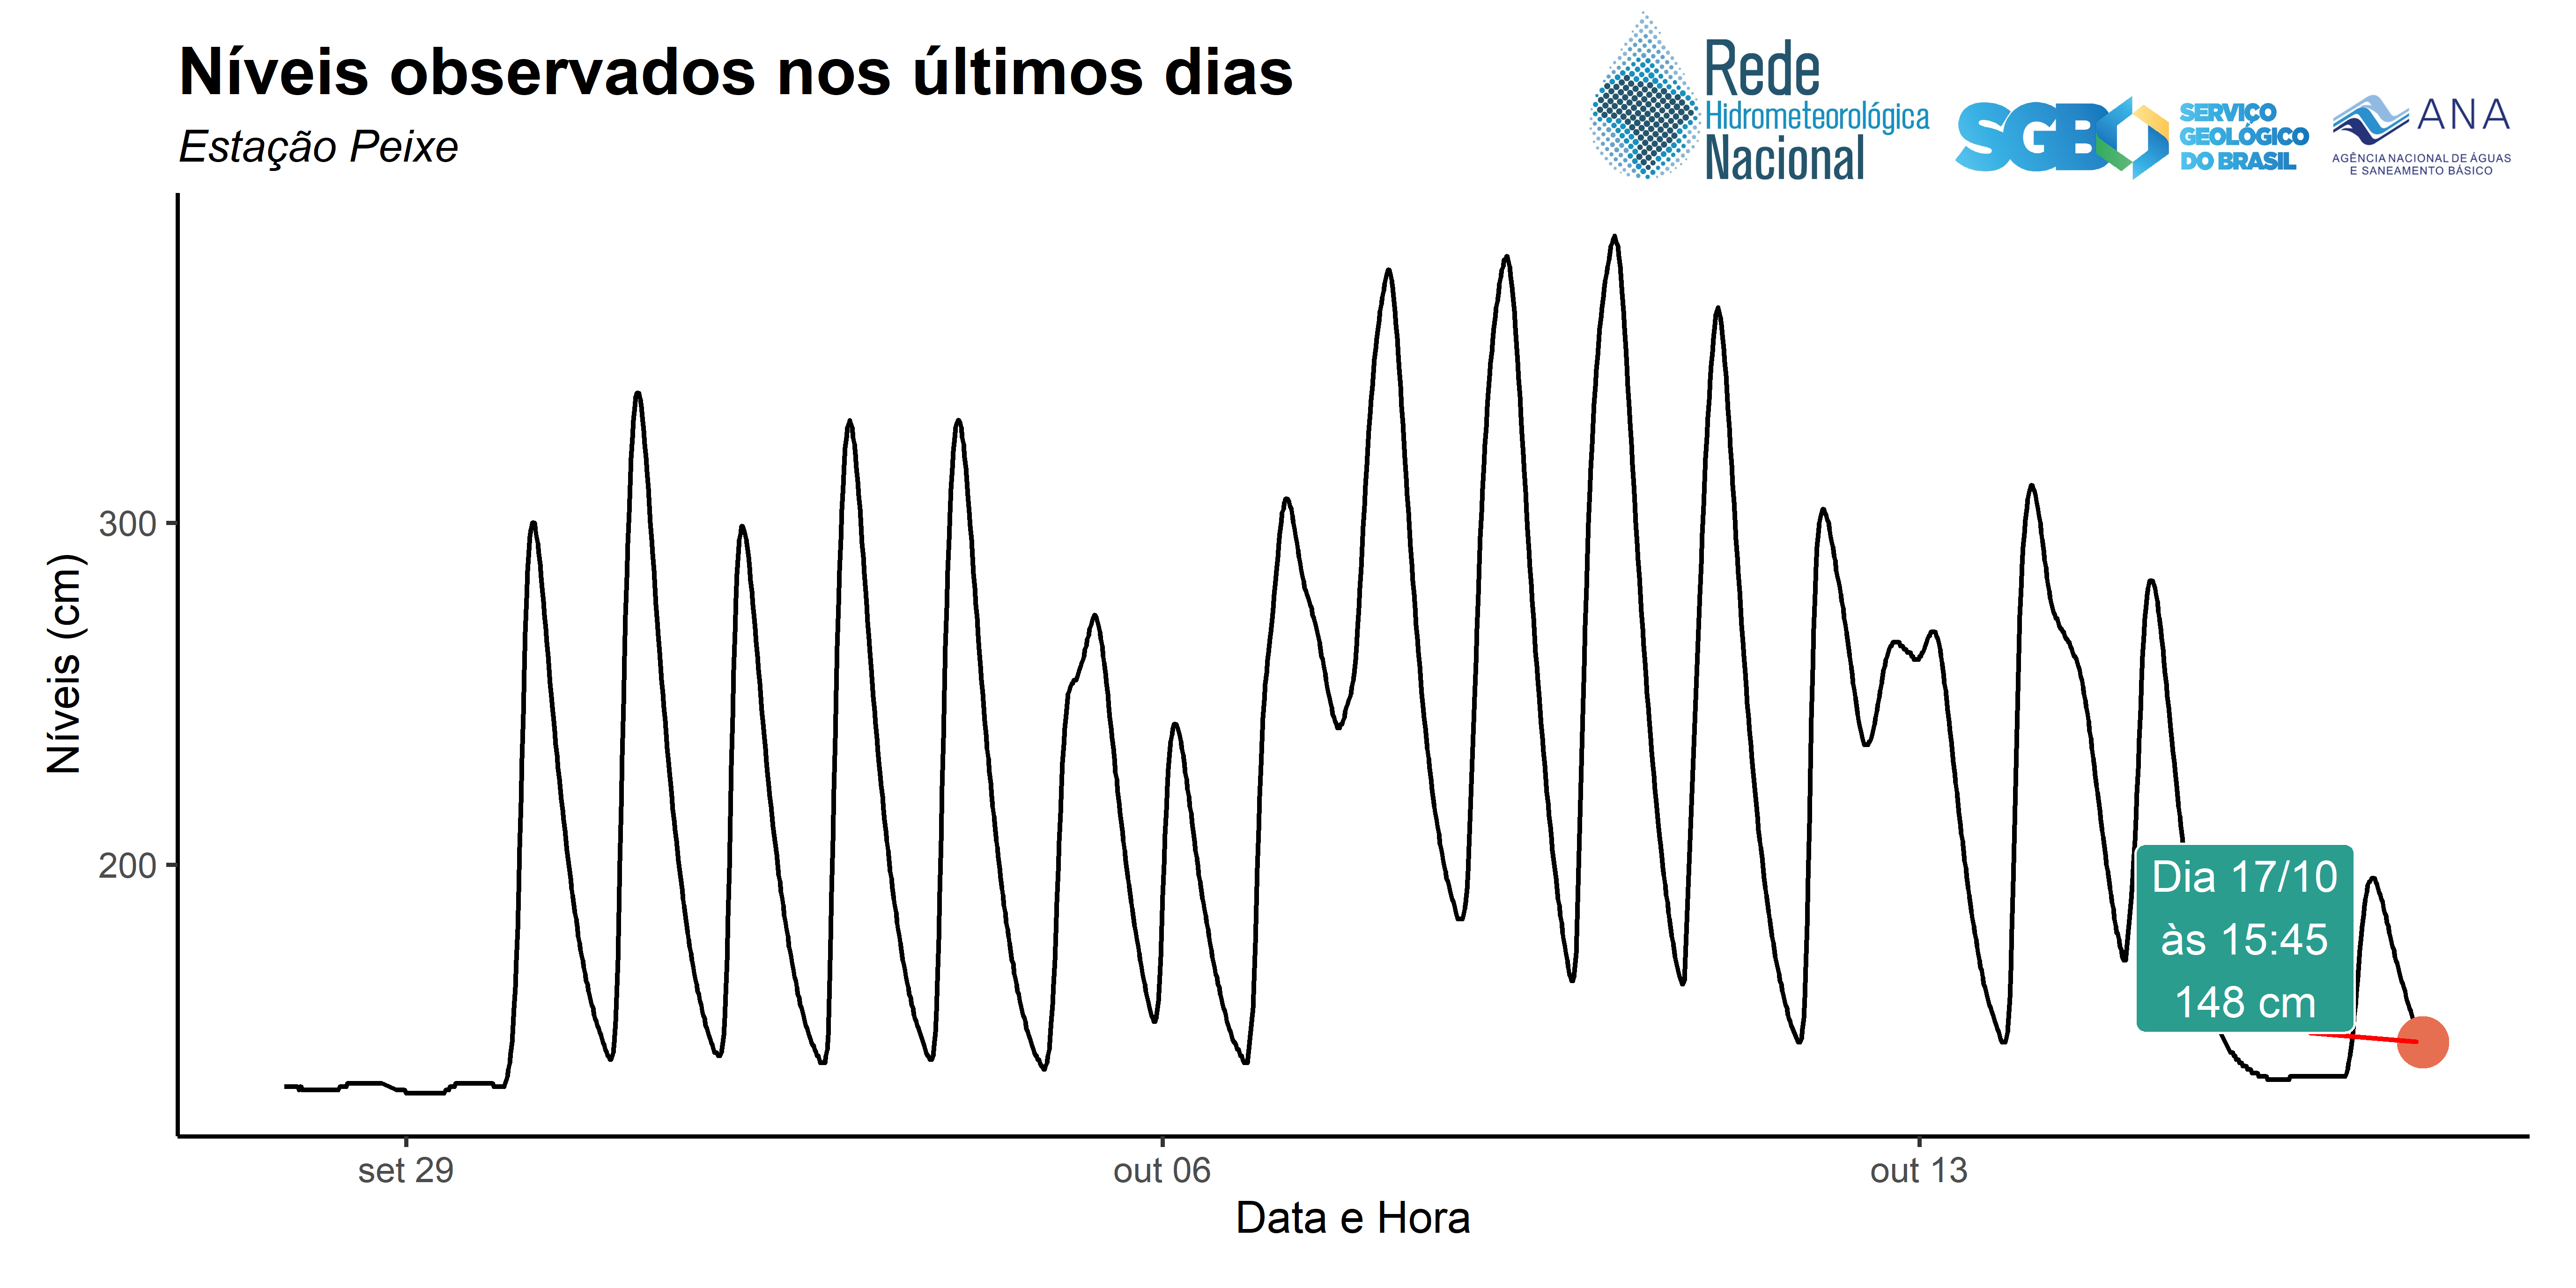 Níveis observados nos últimos dias
Estação Peixe
Rede
Hidrometeorológica
Nacional
SGB
SERVIÇO
GEOLÓGICO
DO BRASIL
ANA
AGÊNCIA NACIONAL DE ÁGUAS
E SANEAMENTO BÁSICO
Níveis (cm)
300
200
Dia 17/10
às 15:45
148 cm
set 29
out 06
out 13
Data e Hora